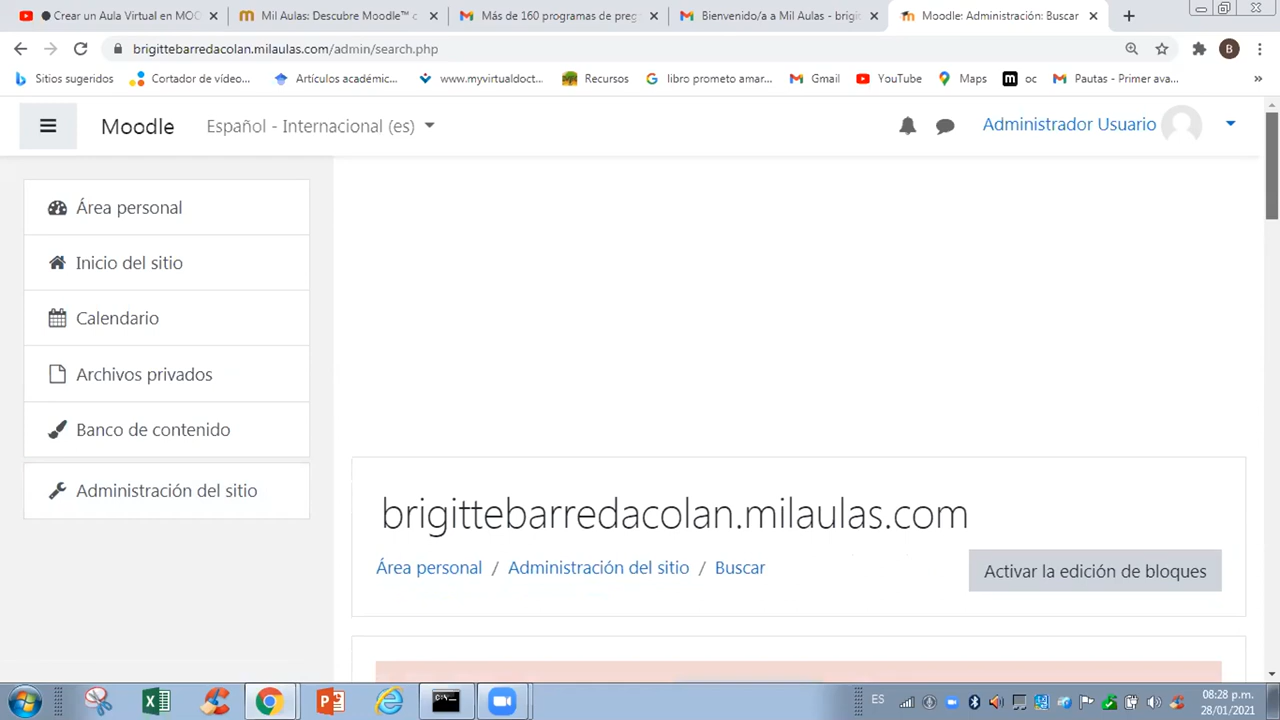 Crear un Aula Virtual en MOO
Mil Aulas: Descubre Moodle™ c
Más de 160 programas de preg
Bienvenido/a a Mil Aulas - brigit
Moodle: Administración: Buscar
brigittebarredacolan.milaulas.com/admin/search.php
B
Sitios sugeridos
Cortador de vídeo...
Artículos académic...
www.myvirtualdoct...
Recursos
libro prometo amar...
Gmail
YouTube
Maps
oc
Pautas - Primer ava...
»
Moodle
Español - Internacional (es)
Administrador Usuario
Área personal
Inicio del sitio
Calendario
Archivos privados
Banco de contenido
Administración del sitio
brigittebarredacolan.milaulas.com
Área personal / Administración del sitio / Buscar
Activar la edición de bloques
ES
08:28 p.m.
28/01/2021